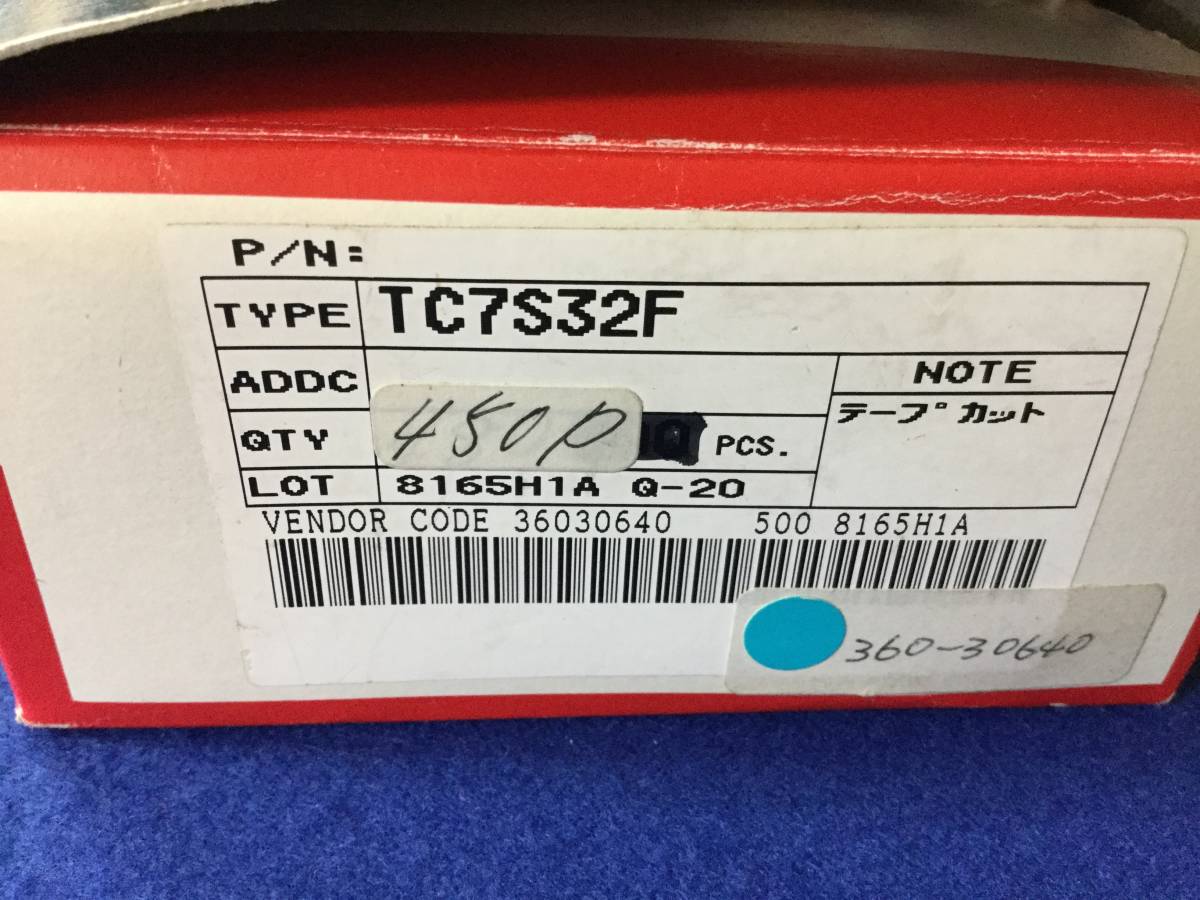 P/N:
TYPE TC7S32F
ADDC
NOTE
テープ カット
QTY 450P PCS.
LOT 8165H1A Q-20
VENDOR CODE 36030640 500 8165H1A
360-30640